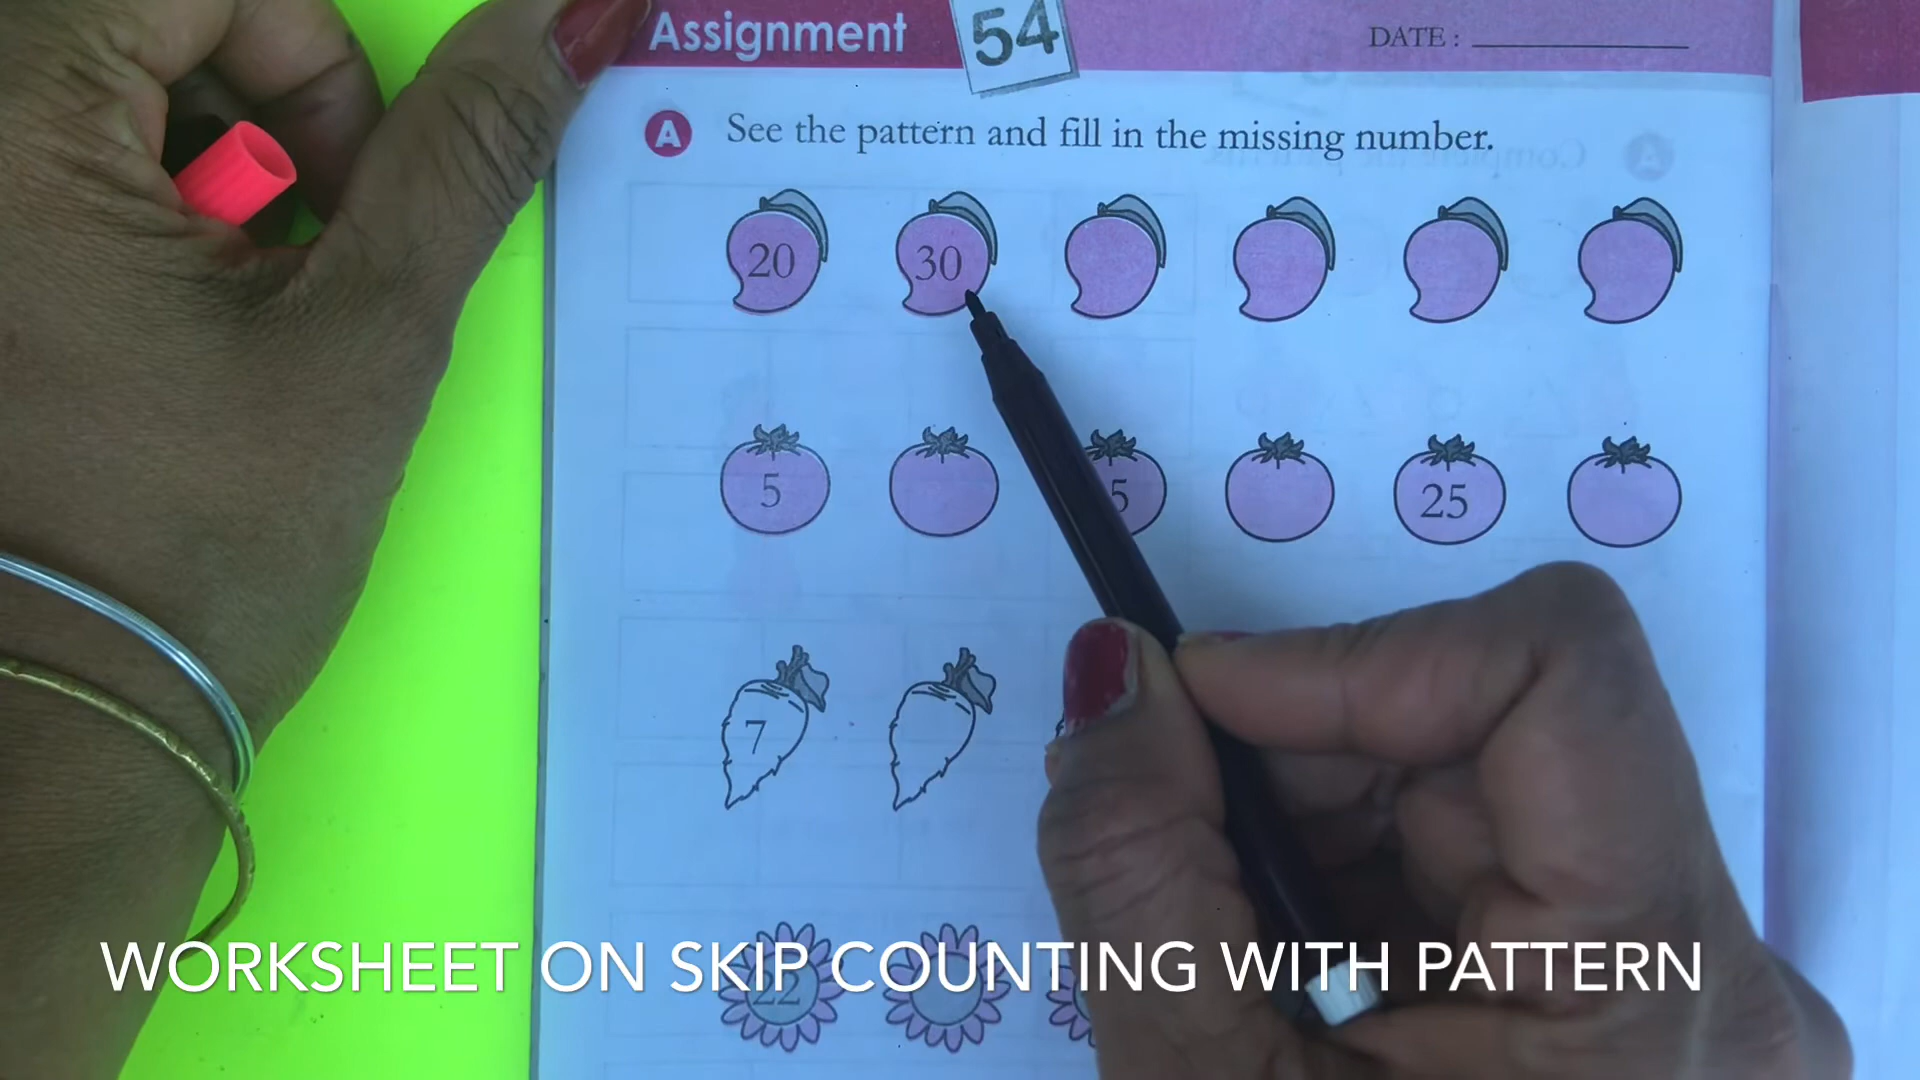 Assignment 54 DATE :
A See the pattern and fill in the missing number.
20 30
5 5 25
7
22
WORKSHEET ON SKIP COUNTING WITH PATTERN